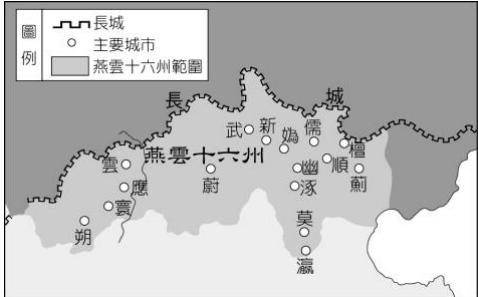 圖例
長城
主要城市
燕雲十六州範圍
長城
武
新
媯
儒
檀
雲
燕雲十六州
幽
順
應
蔚
涿
薊
寰
朔
莫
瀛